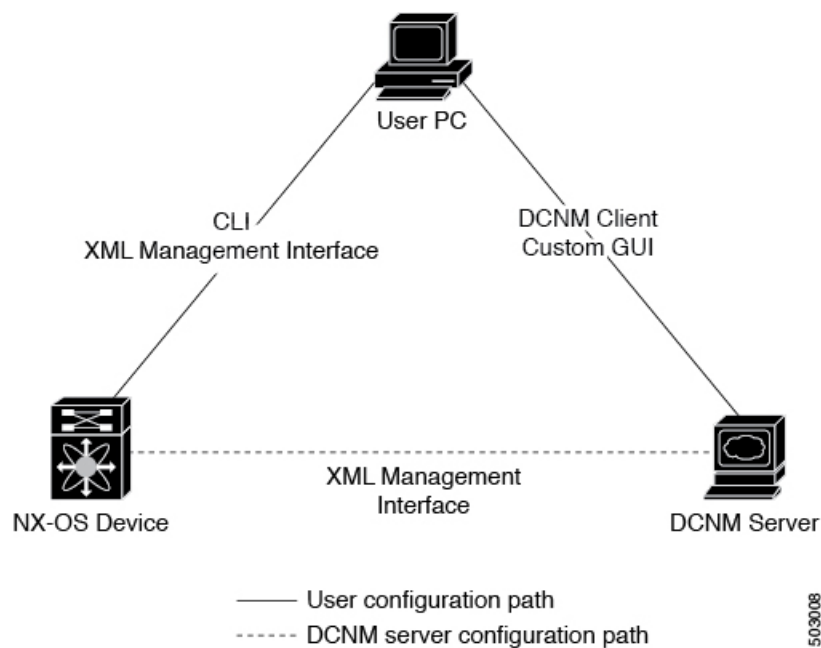 User PC
CLI
XML Management Interface
DCNM Client
Custom GUI
XML Management
Interface
NX-OS Device
DCNM Server
User configuration path
DCNM server configuration path
503008